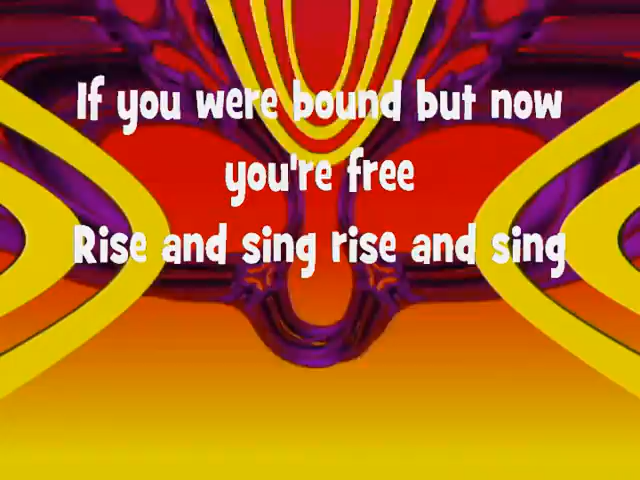 If you were bound but now
you're free
Rise and sing rise and sing